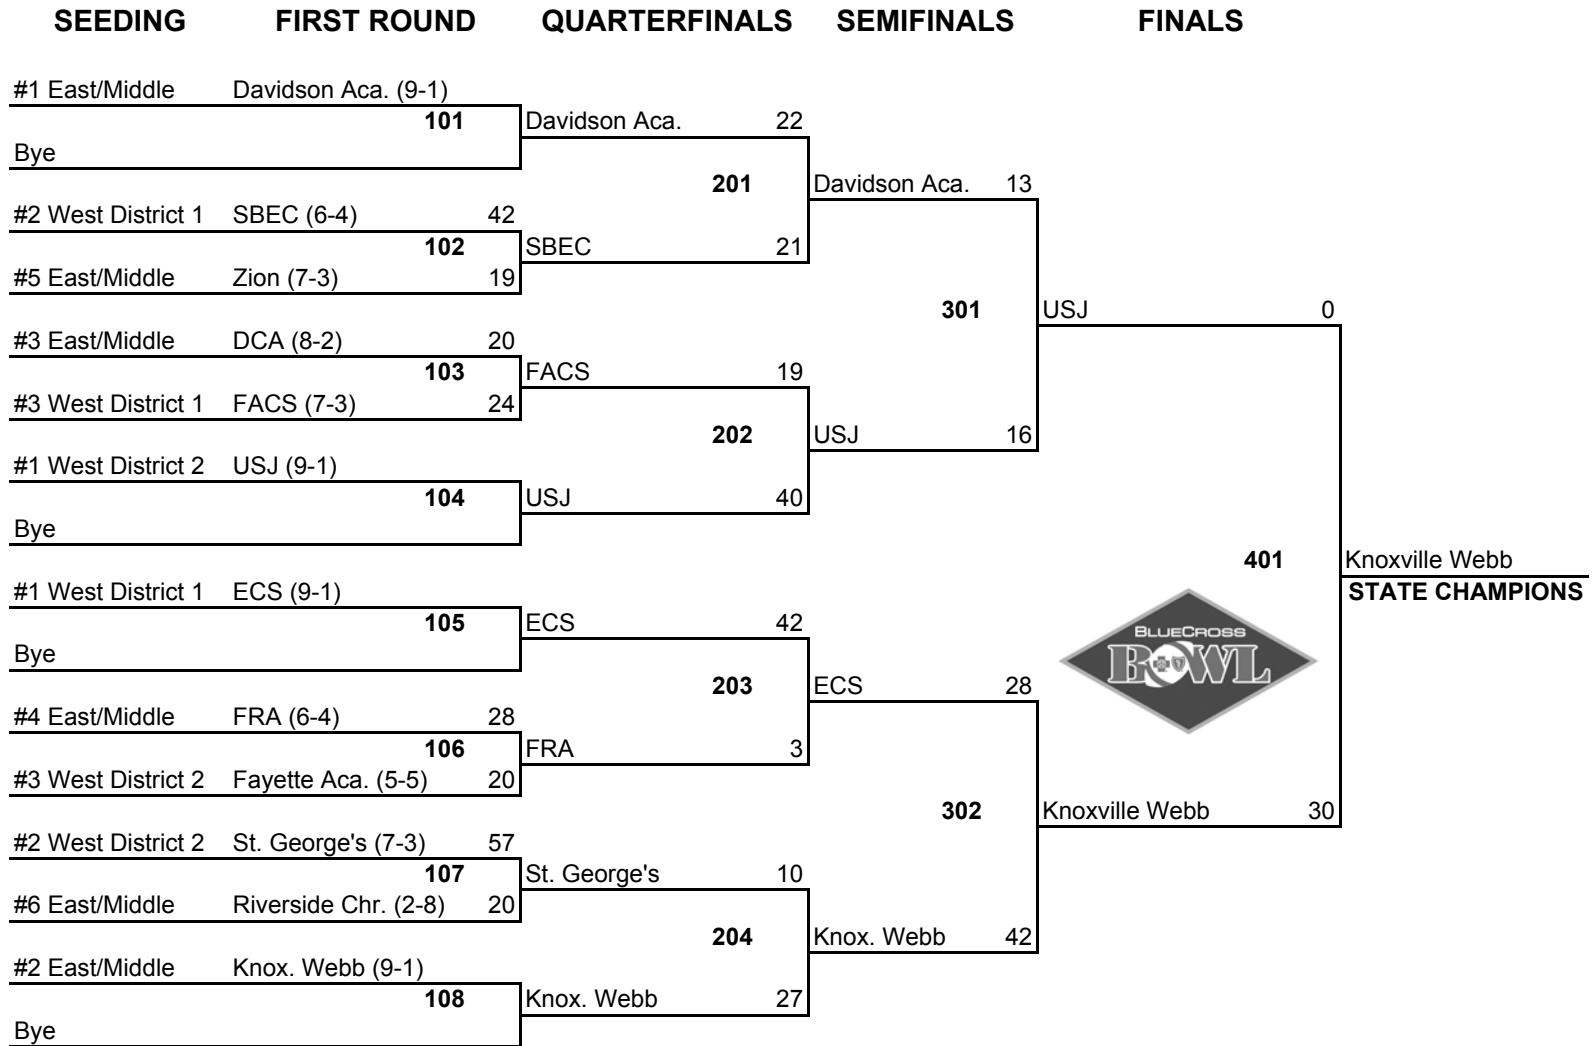 SEEDING FIRST ROUND QUARTERFINALS SEMIFINALS FINALS
#1 East/Middle Davidson Aca. (9-1)
101 Davidson Aca. 22
Bye
201 Davidson Aca. 13
#2 West District 1 SBEC (6-4) 42
102 SBEC 21
#5 East/Middle Zion (7-3) 19
301 USJ 0
#3 East/Middle DCA (8-2) 20
103 FACS 19
#3 West District 1 FACS (7-3) 24
202 USJ 16
#1 West District 2 USJ (9-1)
104 USJ 40
Bye
401 Knoxville Webb
#1 West District 1 ECS (9-1)
STATE CHAMPIONS
105 ECS 42
BLUECROSS
Bye
BOWL
203 ECS 28
#4 East/Middle FRA (6-4) 28
106 FRA 3
#3 West District 2 Fayette Aca. (5-5) 20
302 Knoxville Webb 30
#2 West District 2 St. George's (7-3) 57
107 St. George's 10
#6 East/Middle Riverside Chr. (2-8) 20
204 Knox. Webb 42
#2 East/Middle Knox. Webb (9-1)
108 Knox. Webb 27
Bye